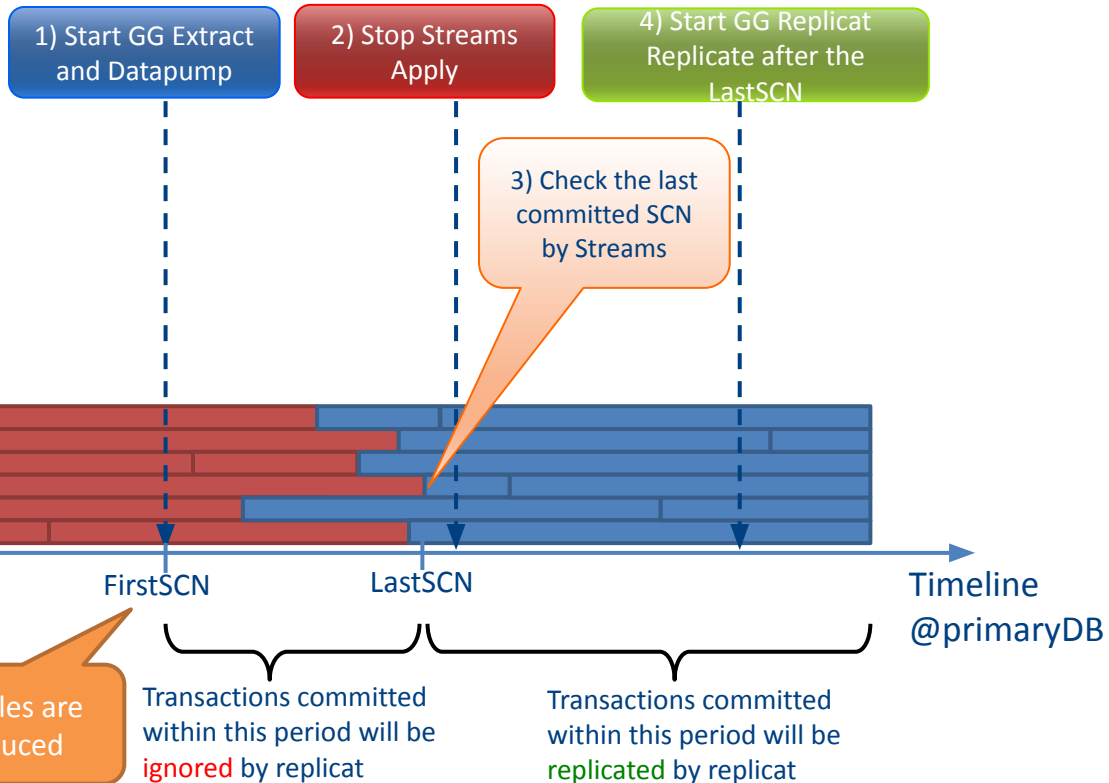 1) Start GG Extract
and Datapump
2) Stop Streams
Apply
4) Start GG Replicat
Replicate after the
LastSCN
3) Check the last
committed SCN
by Streams
FirstSCN
LastSCN
Timeline
@primaryDB
les are
uced
Transactions committed
within this period will be
ignored by replicat
Transactions committed
within this period will be
replicated by replicat